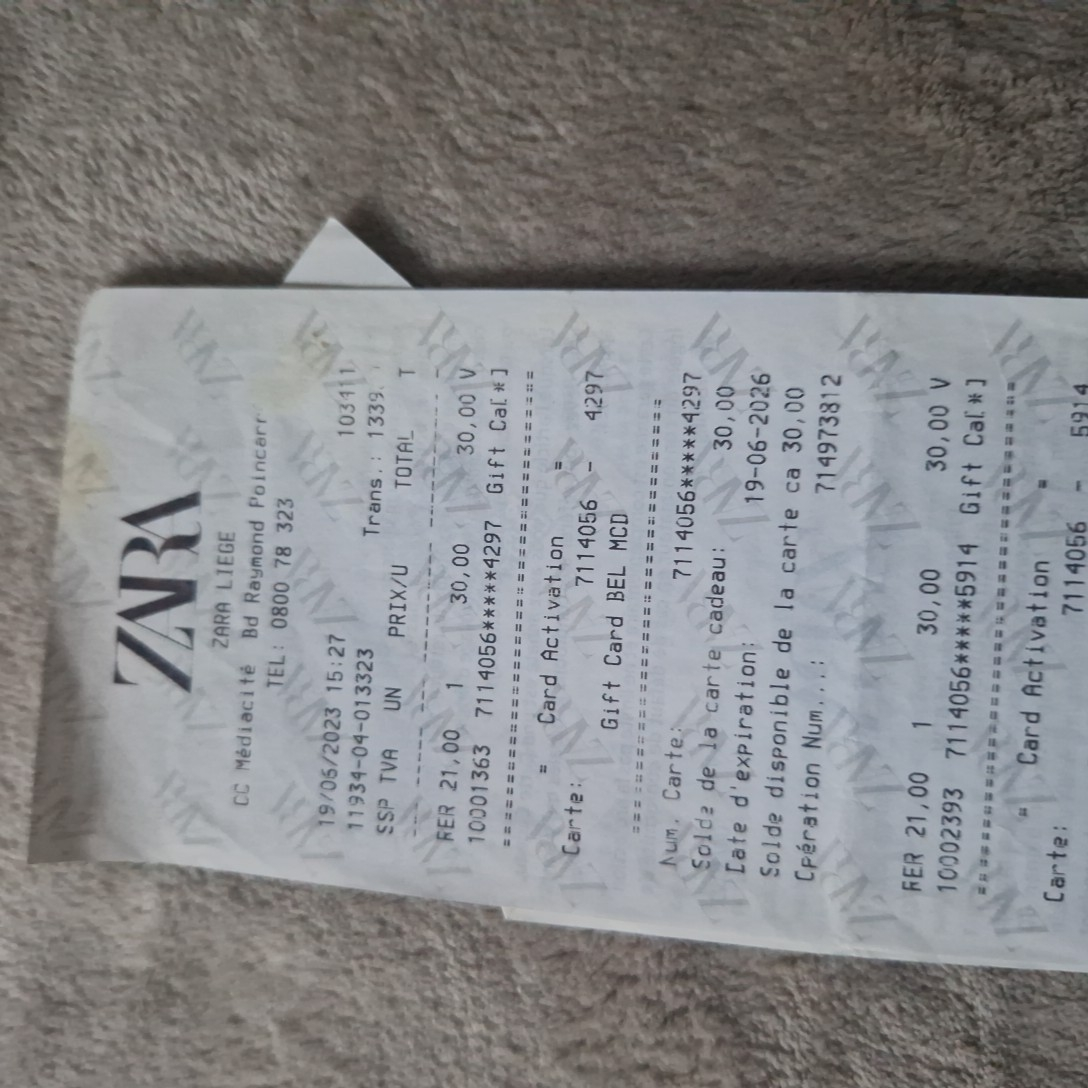 ZARA
ZARA LIEGE
CC Médiacité Bd Raymond Poincarr
TEL: 0800 78 323
19/06/2023 15:27 103411
11934-04-013323 Trans.: 1339.
SSP TVA UN PRIX/U TOTAL T
RER 21,00 1 30,00 30,00 V
10001363 7114056*****4297 Gift Ca[*]
= Card Activation =
Carte: 7114056 - 4297
Gift Card BEL MCD
Num. Carte: 7114056*****4297
Solde de la carte cadeau: 30,00
Date d'expiration: 19-06-2026
Solde disponible de la carte ca 30,00
Opération Num...: 714973812
RER 21,00 1 30,00 30,00 V
10002393 7114056*****5914 Gift Ca[*]
= Card Activation =
Carte: 7114056 - 5914